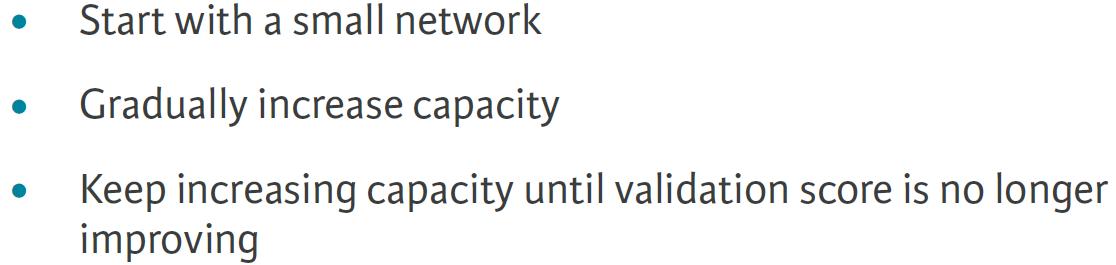 • Start with a small network
• Gradually increase capacity
• Keep increasing capacity until validation score is no longer
improving